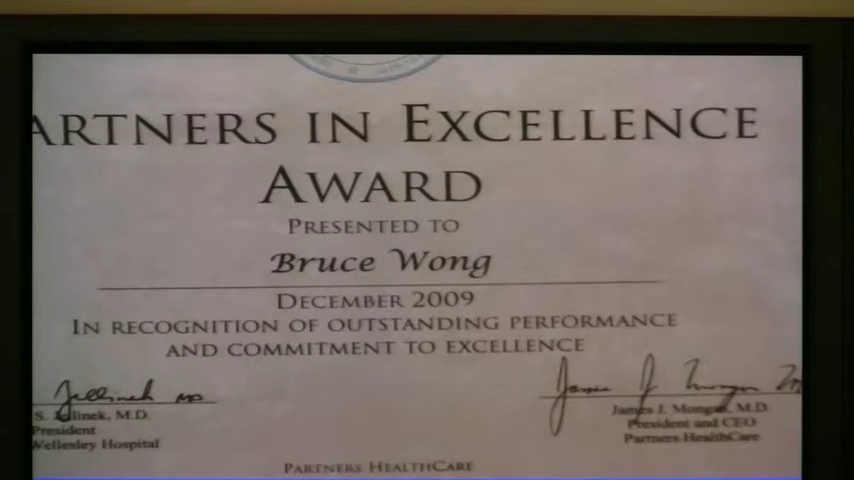 ARTNERS IN EXCELLENCE
AWARD
PRESENTED TO
Bruce Wong
DECEMBER 2009
IN RECOGNITION OF OUTSTANDING PERFORMANCE
AND COMMITMENT TO EXCELLENCE
S. Jellinek, M.D.
President
Wellesley Hospital
James J. Mongan, M.D.
President and CEO
Partners HealthCare
PARTNERS HEALTHCARE